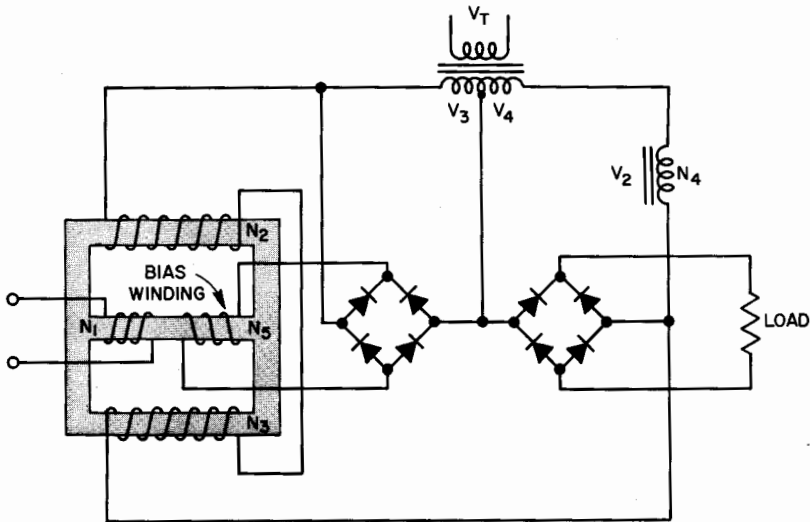 VT
V3 V4
V2 N4
N2
BIAS
WINDING
N1 N5
LOAD
N3